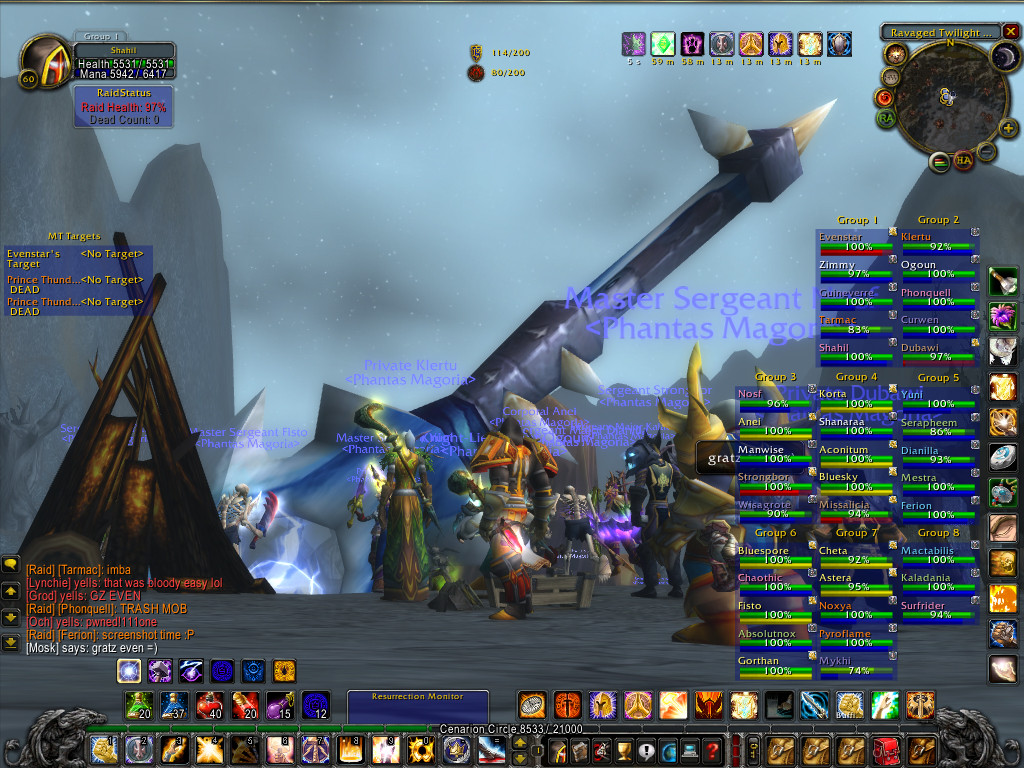 Group 1
Shahil
Health 5531/ 5531
Mana 5942 / 6417
60
RaidStatus
Raid Health: 97%
Dead Count: 0
114/200
80/200
5 s
59 m
58 m
13 m
13 m
13 m
13 m
Ravaged Twilight ...
N
RA
HA
MT Targets
Evenstar's Target
<No Target>
Prince Thund...
<No Target>
DEAD
Prince Thund...
<No Target>
DEAD
Master Sergeant
<Phantas Magor
Private Klertu
<Phantas Magoria>
Master Sergeant Fisto
<Phantas Magoria>
gratz
Group 1
Evenstar
100%
Zimmy
97%
Guineverre
100%
Tarmac
83%
Shahil
100%
Group 2
Klertu
92%
Ogoun
100%
Phonquell
100%
Curwen
100%
Dubawi
97%
Group 3
Nosf
96%
Anei
100%
Manwise
100%
Strongbor
100%
Wisagrote
90%
Group 4
Korta
100%
Shanaraa
100%
Aconitum
100%
Bluesky
100%
Missalicia
94%
Group 5
Yuni
100%
Serapheem
86%
Dianilla
93%
Mestra
100%
Ferion
100%
Group 6
Bluespore
100%
Chaothic
100%
Fisto
100%
Absolutnox
100%
Gorthan
100%
Group 7
Cheta
92%
Astera
95%
Noxya
100%
Pyroflame
100%
Mykhi
74%
Group 8
Mactabilis
100%
Kaladania
100%
Surfrider
94%
[Raid] [Tarmac]: imba
[Lynchie] yells: that was bloody easy lol
[Grod] yells: GZ EVEN
[Raid] [Phonquell]: TRASH MOB
[Och] yells: pwned 111one
[Raid] [Ferion]: screenshot time :P
[Mosk] says: gratz even =)
20
37
40
20
15
12
Resurrection Monitor
Buff
Cenarion Circle 8533/ 21000